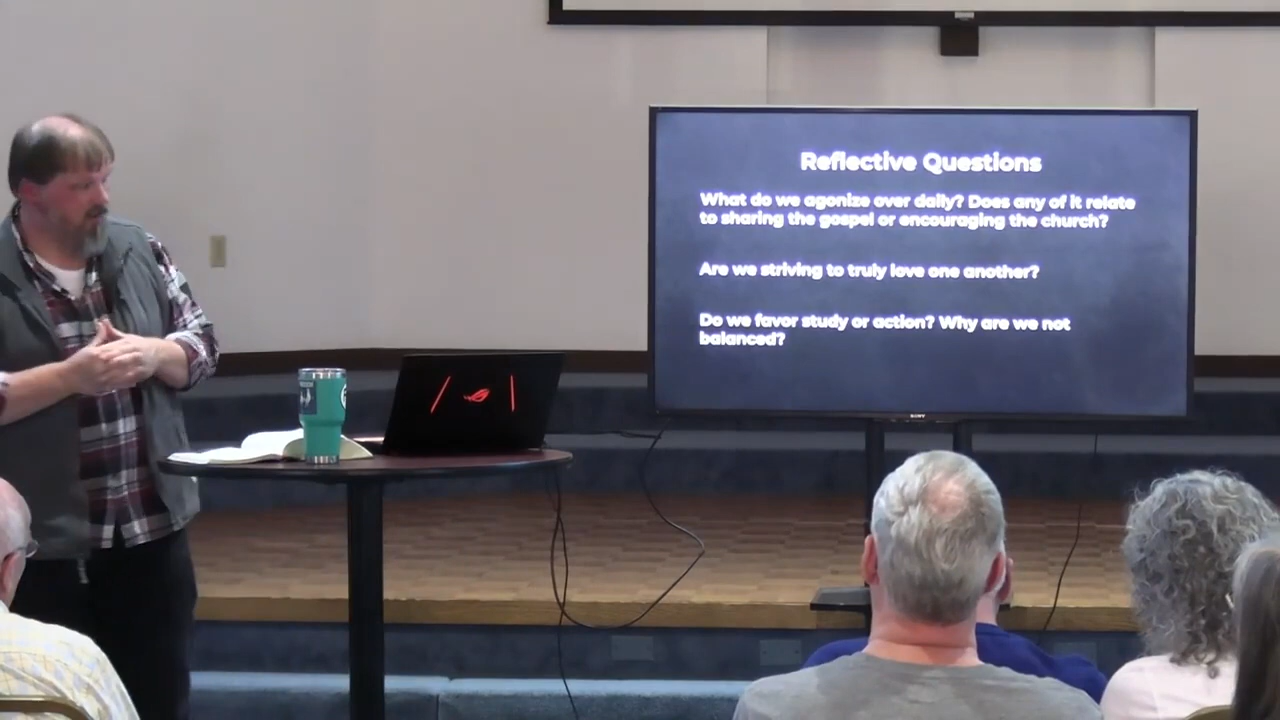 Reflective Questions
What do we agonize over daily? Does any of it relate
to sharing the gospel or encouraging the church?
Are we striving to truly love one another?
Do we favor study or action? Why are we not
balanced?
SONY